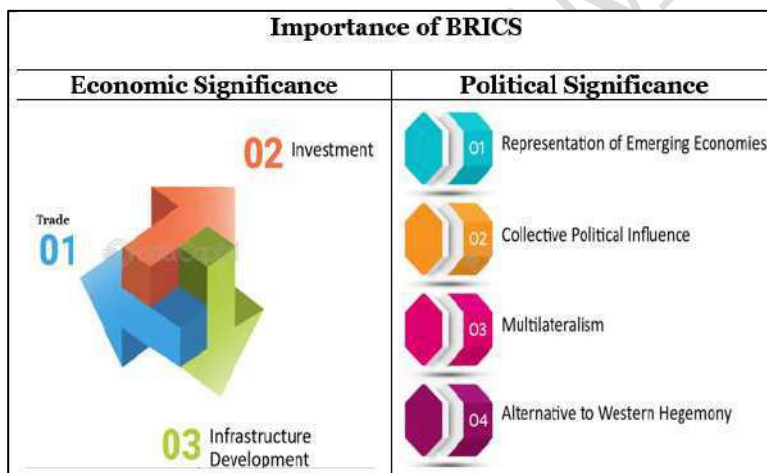 Importance of BRICS
Economic Significance
Political Significance
02 Investment
Trade
01
03 Infrastructure
Development
01 Representation of Emerging Economies
02 Collective Political Influence
03 Multilateralism
04 Alternative to Western Hegemony